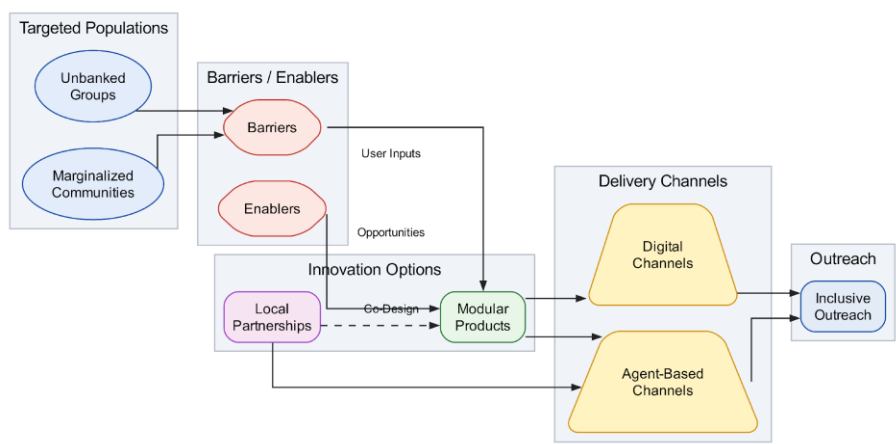 Targeted Populations
Unbanked
Groups
Marginalized
Communities
Barriers / Enablers
Barriers
Enablers
User Inputs
Opportunities
Innovation Options
Local
Partnerships
Co-Design
Modular
Products
Delivery Channels
Digital
Channels
Agent-Based
Channels
Outreach
Inclusive
Outreach